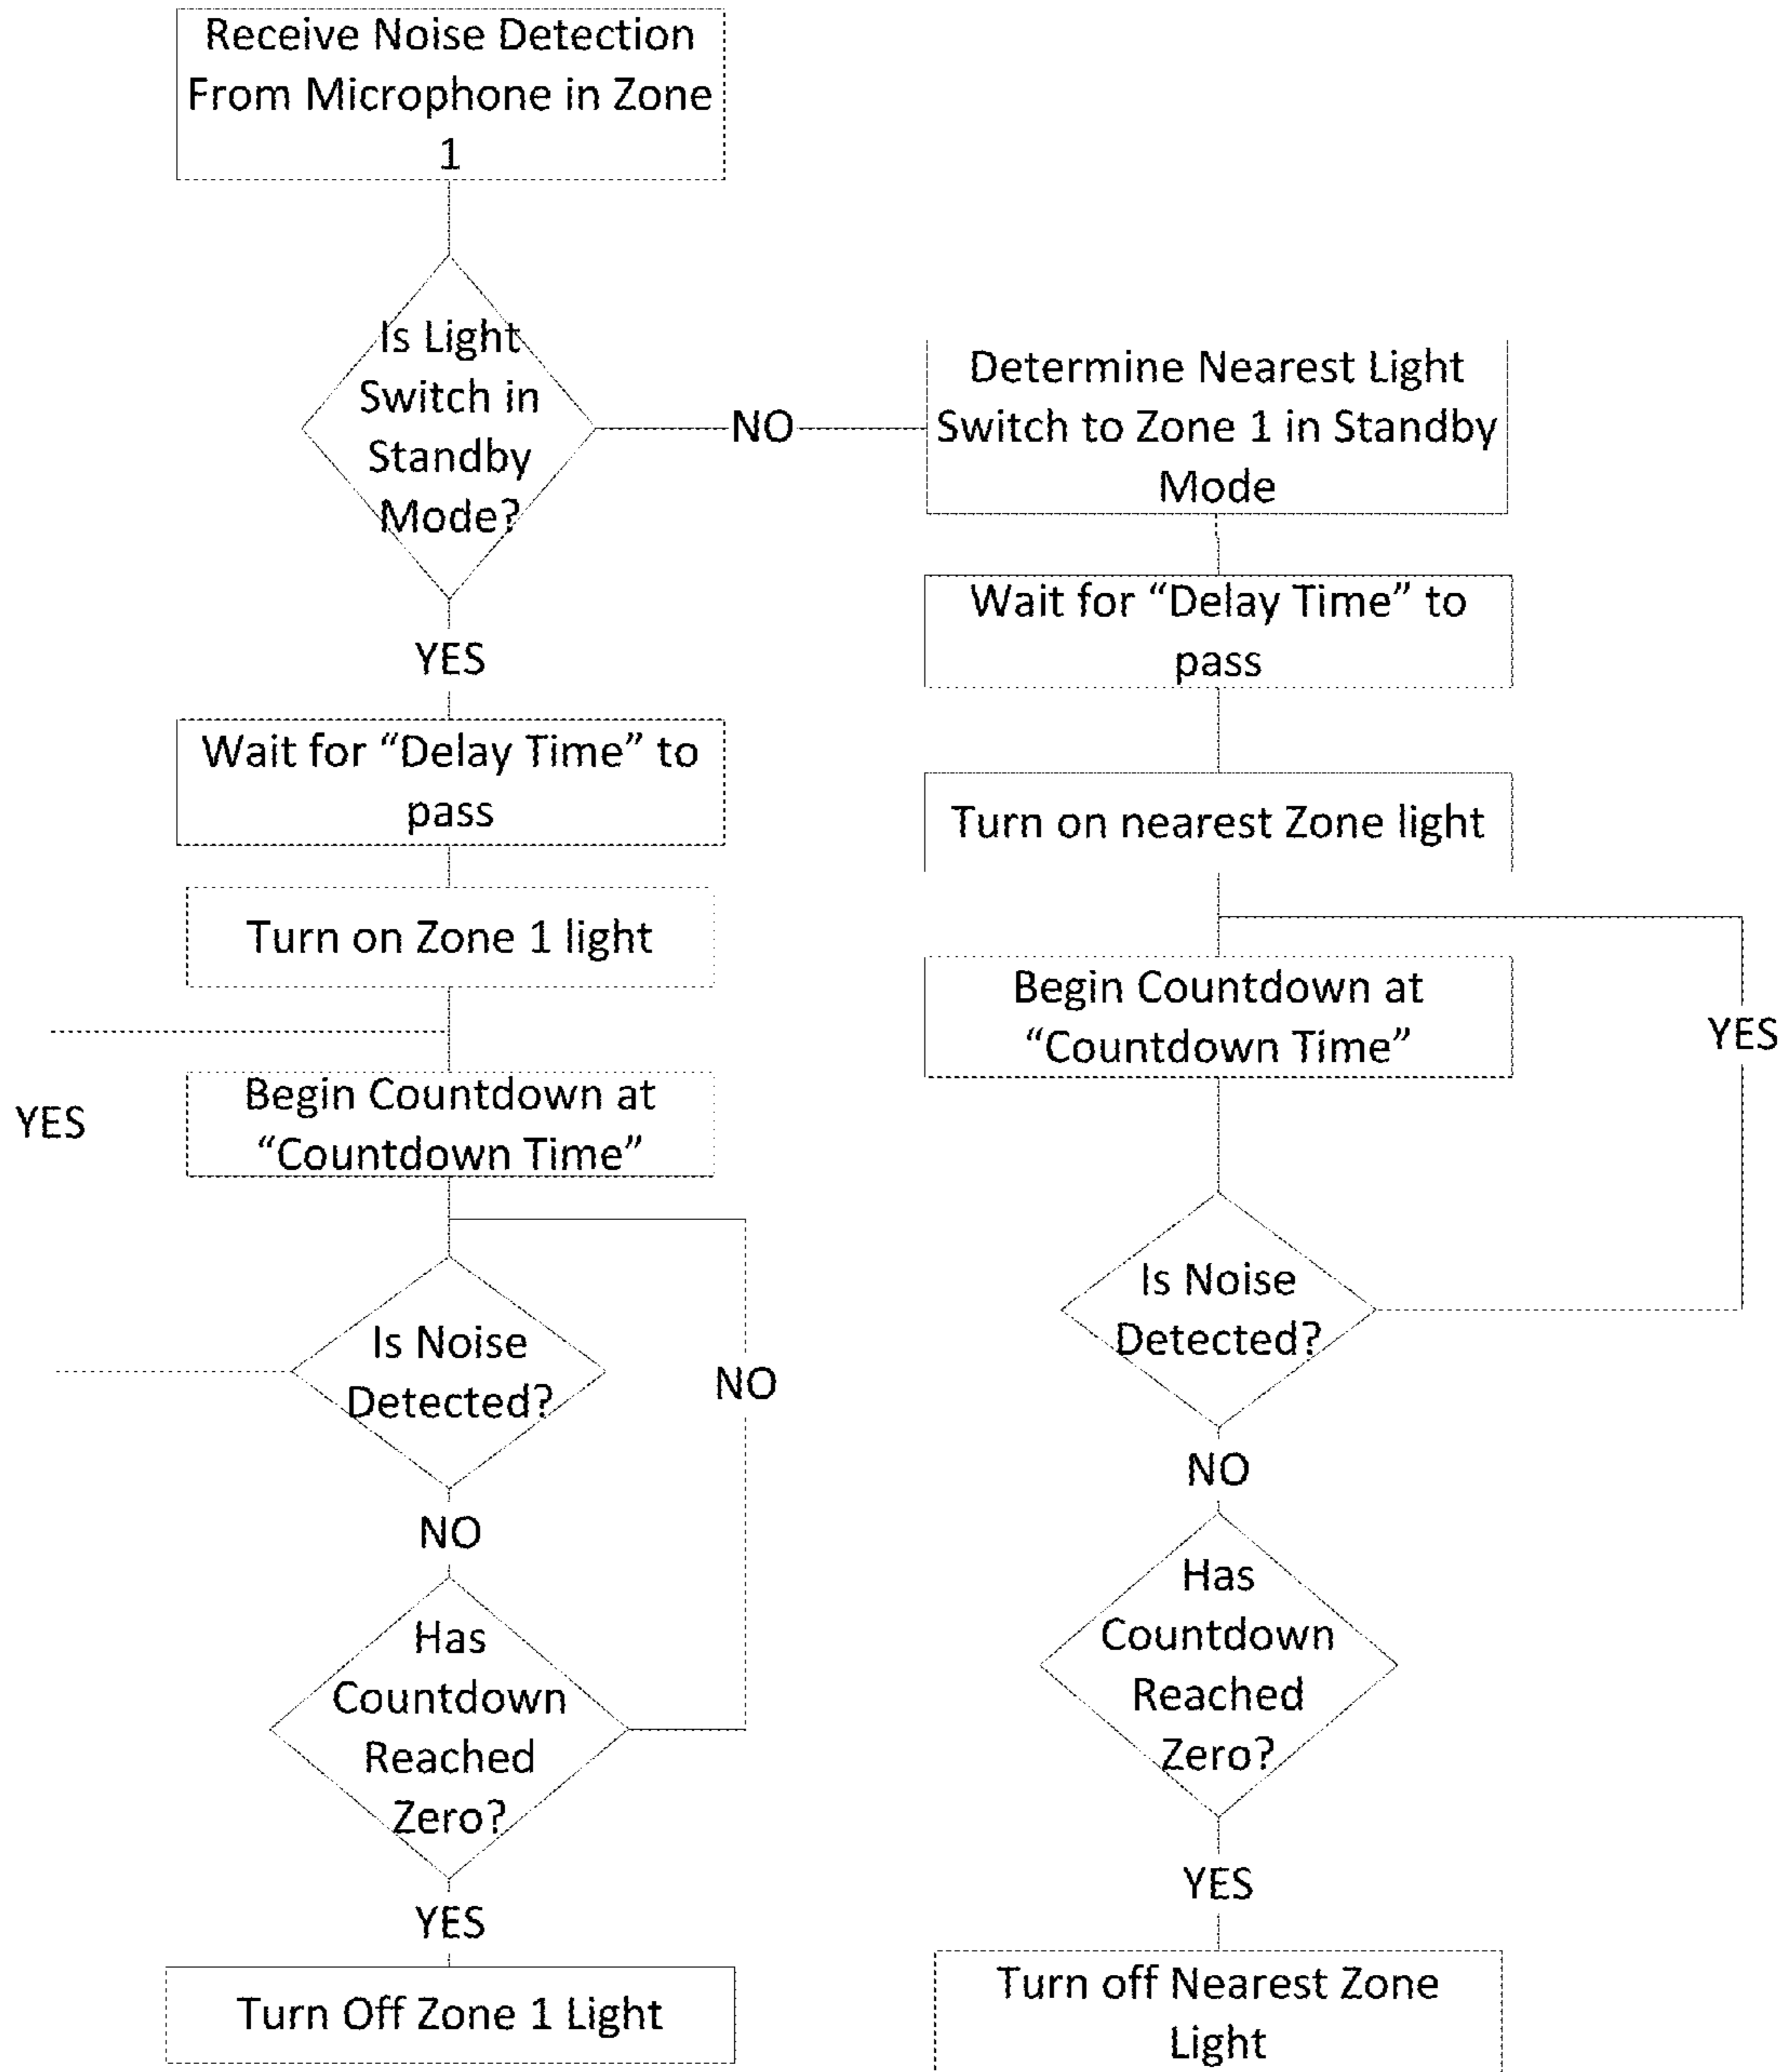 Receive Noise Detection
From Microphone in Zone
1
Is Light
Switch in
Standby
Mode?
NO
Determine Nearest Light
Switch to Zone 1 in Standby
Mode
YES
Wait for “Delay Time” to
pass
Turn on Zone 1 light
YES
Begin Countdown at
“Countdown Time”
Is Noise
Detected?
NO
NO
Has
Countdown
Reached
Zero?
YES
Turn Off Zone 1 Light
Wait for “Delay Time” to
pass
Turn on nearest Zone light
Begin Countdown at
“Countdown Time”
YES
Is Noise
Detected?
NO
Has
Countdown
Reached
Zero?
YES
Turn off Nearest Zone
Light